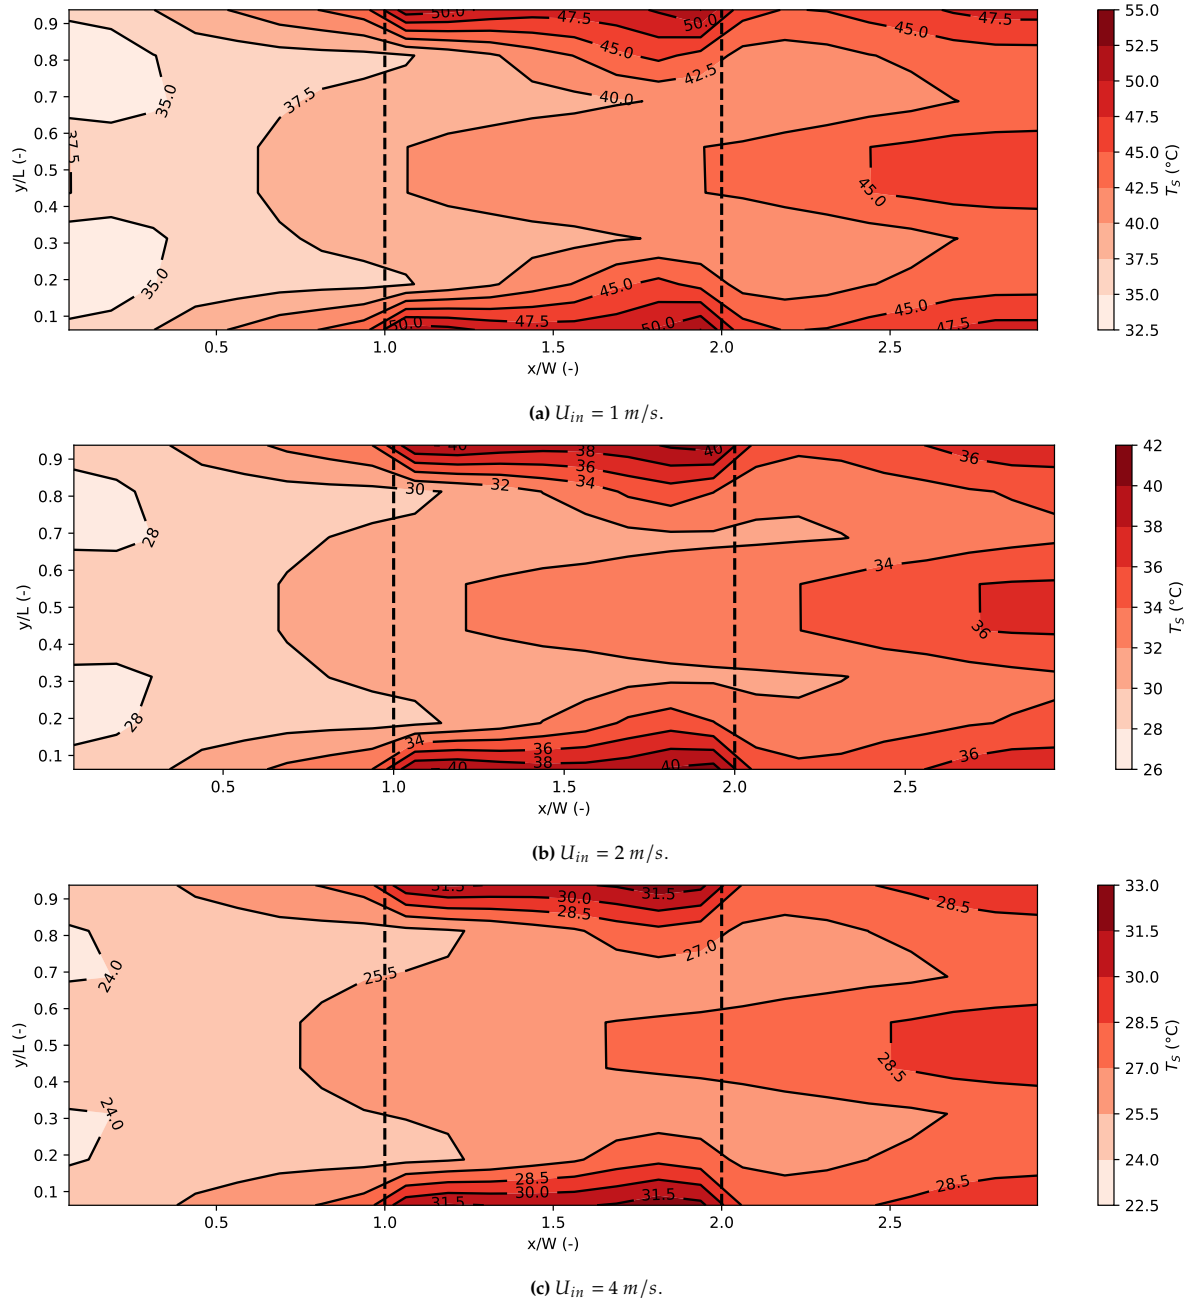 50.0 47.5 50.0 47.5
45.0 45.0
42.5
35.0 37.5 40.0
37.5
45.0
35.0
45.0 45.0
50.0 47.5 50.0 47.5
0.9
0.8
0.7
0.6
0.5
0.4
0.3
0.2
0.1
y/L (-)
0.5 1.0 1.5 2.0 2.5
x/W (-)
55.0
52.5
50.0
47.5
45.0
42.5
40.0
37.5
35.0
32.5
T_S (°C)
(a) U_in = 1 m/s.
40 38 40 36
36
30 32 34
28
34
36
28
34 36 36
40 38 40
0.9
0.8
0.7
0.6
0.5
0.4
0.3
0.2
0.1
y/L (-)
0.5 1.0 1.5 2.0 2.5
x/W (-)
42
40
38
36
34
32
30
28
26
T_S (°C)
(b) U_in = 2 m/s.
31.5 30.0 31.5 28.5
28.5
27.0
24.0 25.5
28.5
24.0
28.5 28.5
31.5 30.0 31.5
0.9
0.8
0.7
0.6
0.5
0.4
0.3
0.2
0.1
y/L (-)
0.5 1.0 1.5 2.0 2.5
x/W (-)
33.0
31.5
30.0
28.5
27.0
25.5
24.0
22.5
T_S (°C)
(c) U_in = 4 m/s.